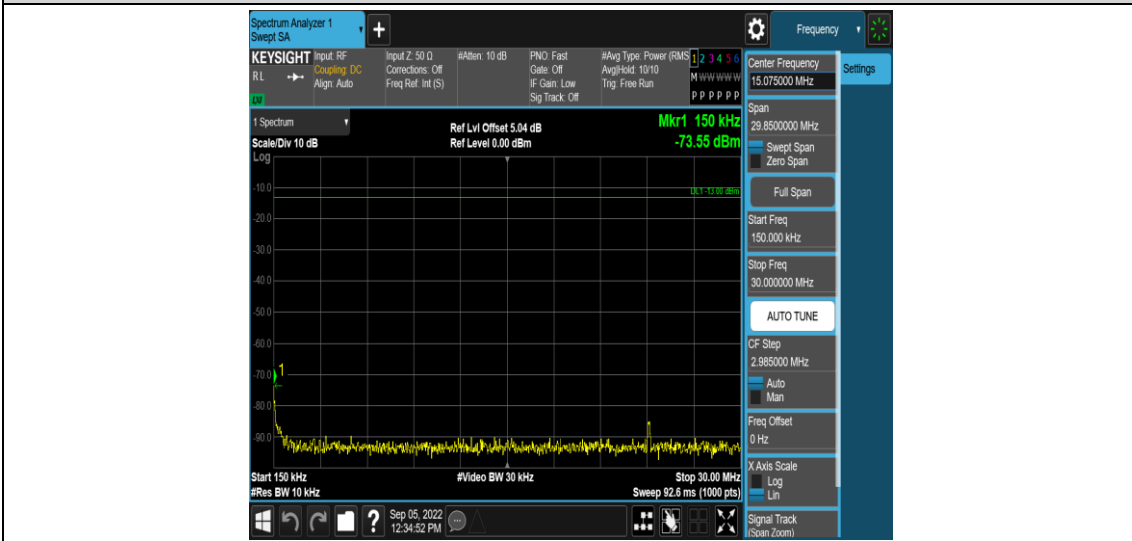 Spectrum Analyzer 1
Swept SA
+
Frequency
KEYSIGHT
RL
LXI
Input: RF
Coupling: DC
Align: Auto
Input Z: 50 Ω
Corrections: Off
Freq Ref: Int (S)
#Atten: 10 dB
PNO: Fast
Gate: Off
IF Gain: Low
Sig Track: Off
#Avg Type: Power (RMS
Avg|Hold: 10/10
Trig: Free Run
1 2 3 4 5 6
M W W W W W
P P P P P P
1 Spectrum
Scale/Div 10 dB
Log
Ref Lvl Offset 5.04 dB
Ref Level 0.00 dBm
Mkr1 150 kHz
-73.55 dBm
DL1 -13.00 dBm
-10.0
-20.0
-30.0
-40.0
-50.0
-60.0
-70.0
-80.0
-90.0
1
Start 150 kHz
#Res BW 10 kHz
#Video BW 30 kHz
Stop 30.00 MHz
Sweep 92.6 ms (1000 pts)
?
Sep 05, 2022
12:34:52 PM
Center Frequency
15.075000 MHz
Span
29.8500000 MHz
Swept Span
Zero Span
Full Span
Start Freq
150.000 kHz
Stop Freq
30.000000 MHz
AUTO TUNE
CF Step
2.985000 MHz
Auto
Man
Freq Offset
0 Hz
X Axis Scale
Log
Lin
Signal Track
(Span Zoom)
Settings